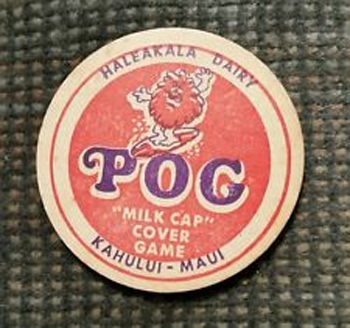 HALEAKALA DAIRY
POG
"MILK CAP"
COVER
GAME
KAHULUI - MAUI